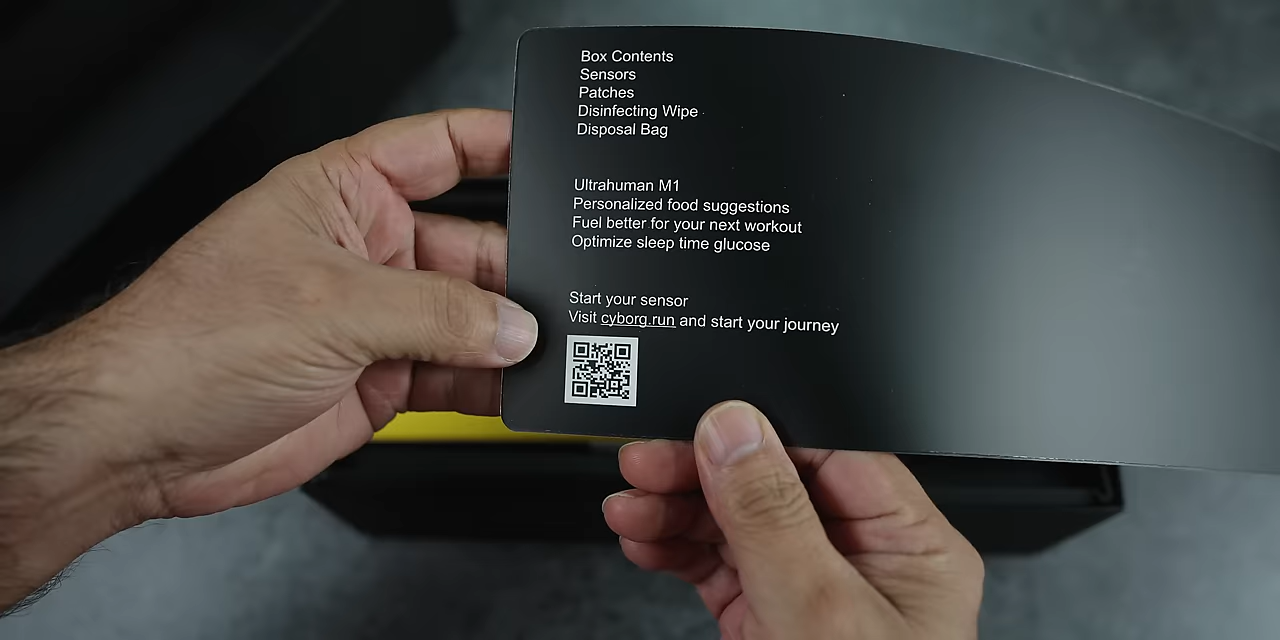 Box Contents
Sensors
Patches
Disinfecting Wipe
Disposal Bag
Ultrahuman M1
Personalized food suggestions
Fuel better for your next workout
Optimize sleep time glucose
Start your sensor
Visit cyborg.run and start your journey